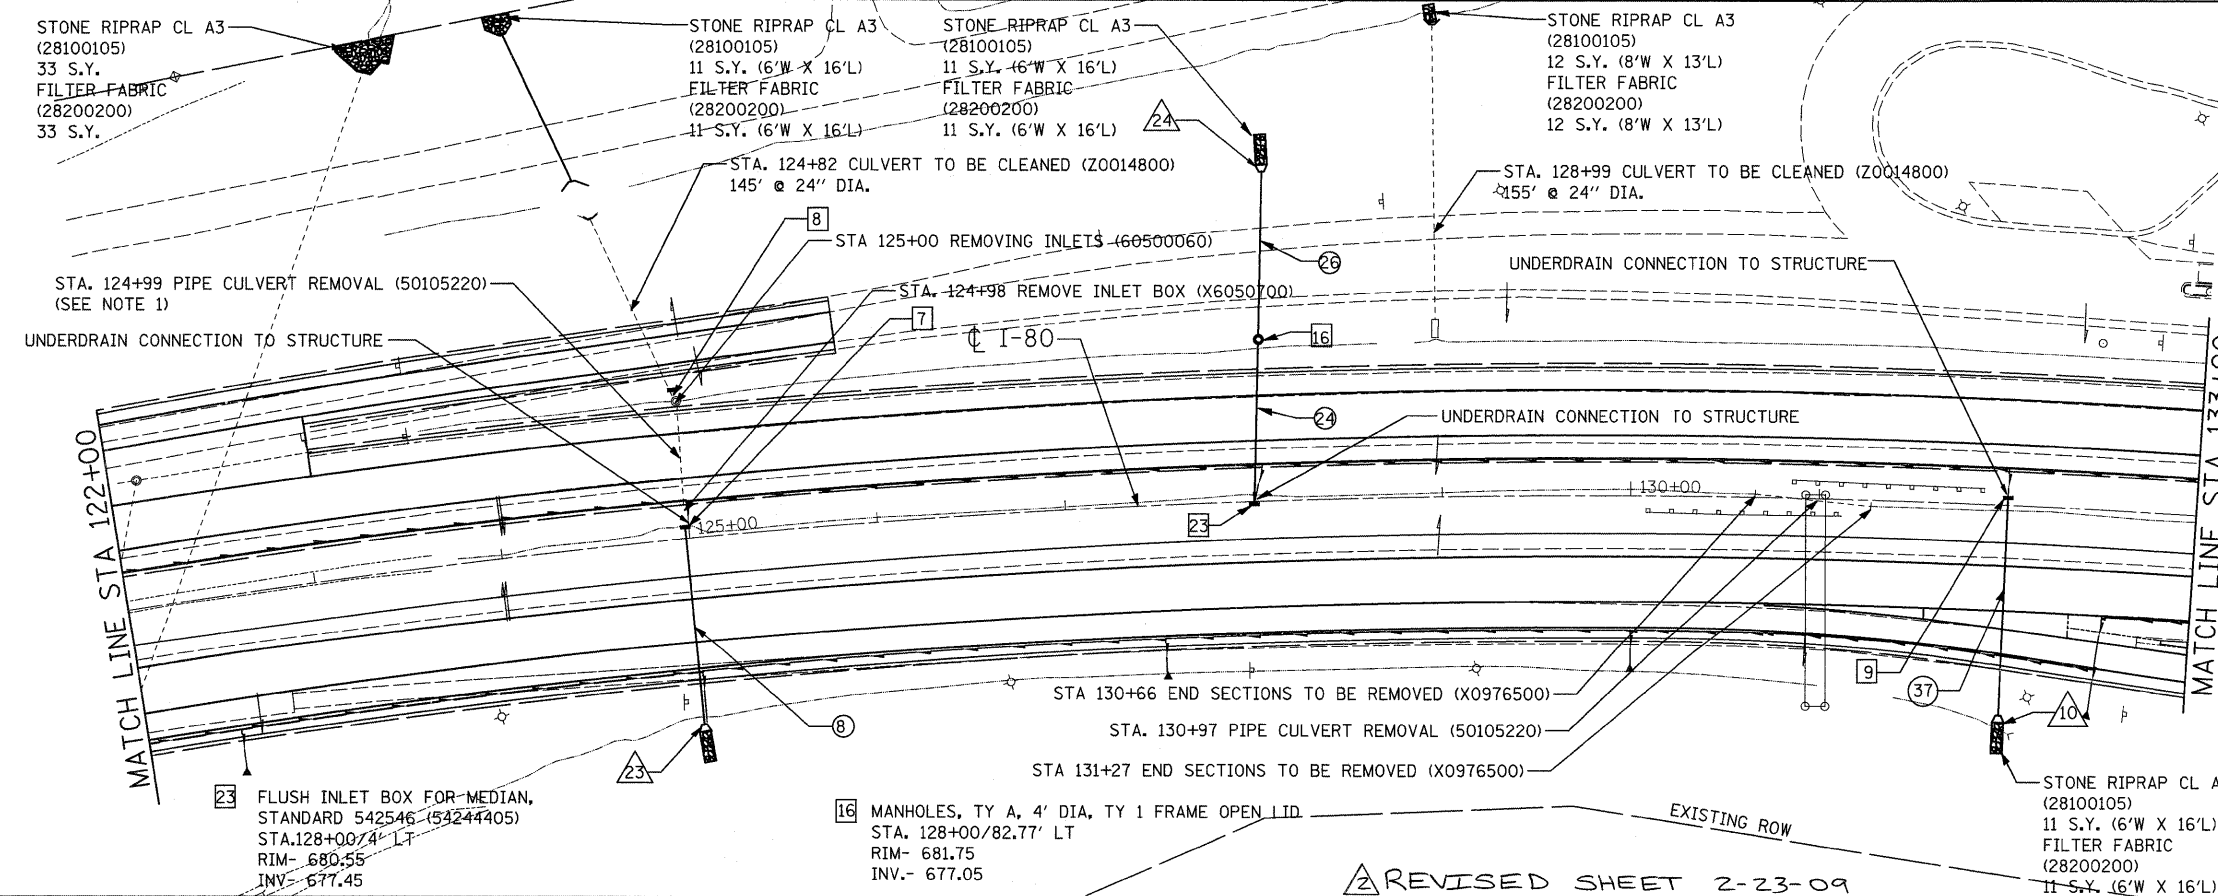 STONE RIPRAP CL A3
(28100105)
33 S.Y.
FILTER FABRIC
(28200200)
33 S.Y.
STONE RIPRAP CL A3
(28100105)
11 S.Y. (6'W X 16'L)
FILTER FABRIC
(28200200)
11 S.Y. (6'W X 16'L)
STONE RIPRAP CL A3
(28100105)
11 S.Y. (6'W X 16'L)
FILTER FABRIC
(28200200)
11 S.Y. (6'W X 16'L)
24
STONE RIPRAP CL A3
(28100105)
12 S.Y. (8'W X 13'L)
FILTER FABRIC
(28200200)
12 S.Y. (8'W X 13'L)
STA. 124+82 CULVERT TO BE CLEANED (Z0014800)
145' @ 24" DIA.
STA. 128+99 CULVERT TO BE CLEANED (Z0014800)
155' @ 24" DIA.
8
STA 125+00 REMOVING INLETS (60500060)
26
UNDERDRAIN CONNECTION TO STRUCTURE
STA. 124+99 PIPE CULVERT REMOVAL (50105220)
(SEE NOTE 1)
STA. 124+98 REMOVE INLET BOX (X6050700)
7
UNDERDRAIN CONNECTION TO STRUCTURE
℄ I-80
16
24
UNDERDRAIN CONNECTION TO STRUCTURE
MATCH LINE STA 122+00
125+00
23
130+00
MATCH LINE STA
8
23
STA 130+66 END SECTIONS TO BE REMOVED (X0976500)
STA. 130+97 PIPE CULVERT REMOVAL (50105220)
STA 131+27 END SECTIONS TO BE REMOVED (X0976500)
9
37
10
23 FLUSH INLET BOX FOR MEDIAN,
STANDARD 542546 (54244405)
STA.128+00/4' LT
RIM- 680.55
INV- 677.45
16 MANHOLES, TY A, 4' DIA, TY 1 FRAME OPEN LID
STA. 128+00/82.77' LT
RIM- 681.75
INV.- 677.05
EXISTING ROW
STONE RIPRAP CL A
(28100105)
11 S.Y. (6'W X 16'L)
FILTER FABRIC
(28200200)
11 S.Y. (6'W X 16'L)
2 REVISED SHEET 2-23-09